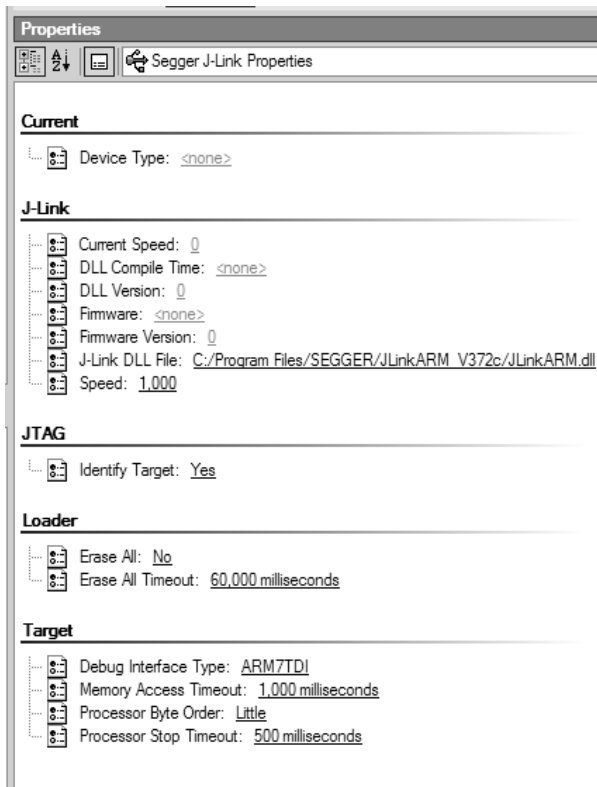 Properties
Segger J-Link Properties
Current
Device Type: <none>
J-Link
Current Speed: 0
DLL Compile Time: <none>
DLL Version: 0
Firmware: <none>
Firmware Version: 0
J-Link DLL File: C:/Program Files/SEGGER/JLinkARM_V372c/JLinkARM.dll
Speed: 1,000
JTAG
Identify Target: Yes
Loader
Erase All: No
Erase All Timeout: 60,000 milliseconds
Target
Debug Interface Type: ARM7TDI
Memory Access Timeout: 1,000 milliseconds
Processor Byte Order: Little
Processor Stop Timeout: 500 milliseconds